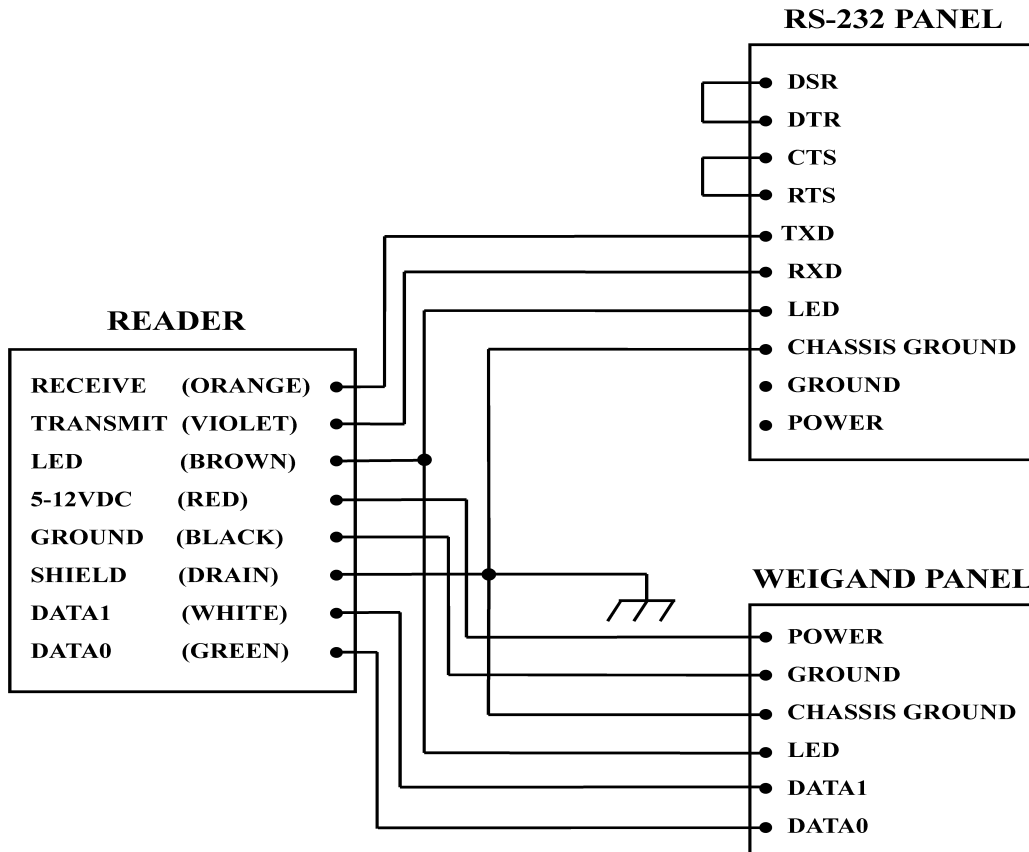 RS-232 PANEL
DSR
DTR
CTS
RTS
TXD
RXD
LED
CHASSIS GROUND
GROUND
POWER
READER
RECEIVE (ORANGE)
TRANSMIT (VIOLET)
LED (BROWN)
5-12VDC (RED)
GROUND (BLACK)
SHIELD (DRAIN)
DATA1 (WHITE)
DATA0 (GREEN)
WEIGAND PANEL
POWER
GROUND
CHASSIS GROUND
LED
DATA1
DATA0